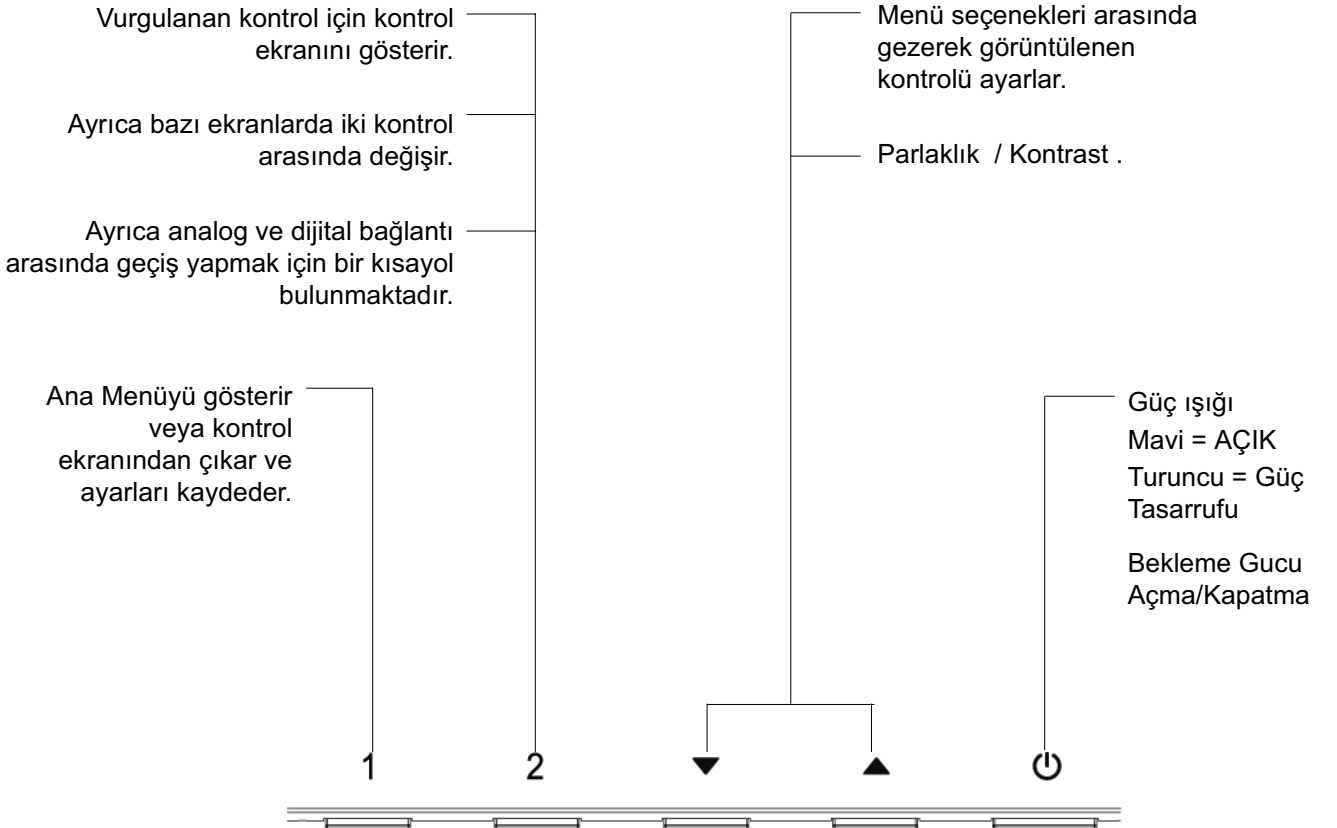 Vurgulanan kontrol için kontrol
ekranını gösterir.
Ayrıca bazı ekranlarda iki kontrol
arasında değişir.
Ayrıca analog ve dijital bağlantı
arasında geçiş yapmak için bir kısayol
bulunmaktadır.
Ana Menüyü gösterir
veya kontrol
ekranından çıkar ve
ayarları kaydeder.
Menü seçenekleri arasında
gezerek görüntülenen
kontrolü ayarlar.
Parlaklık / Kontrast .
Güç ışığı
Mavi = AÇIK
Turuncu = Güç
Tasarrufu
Bekleme Gucu
Açma/Kapatma
1 2